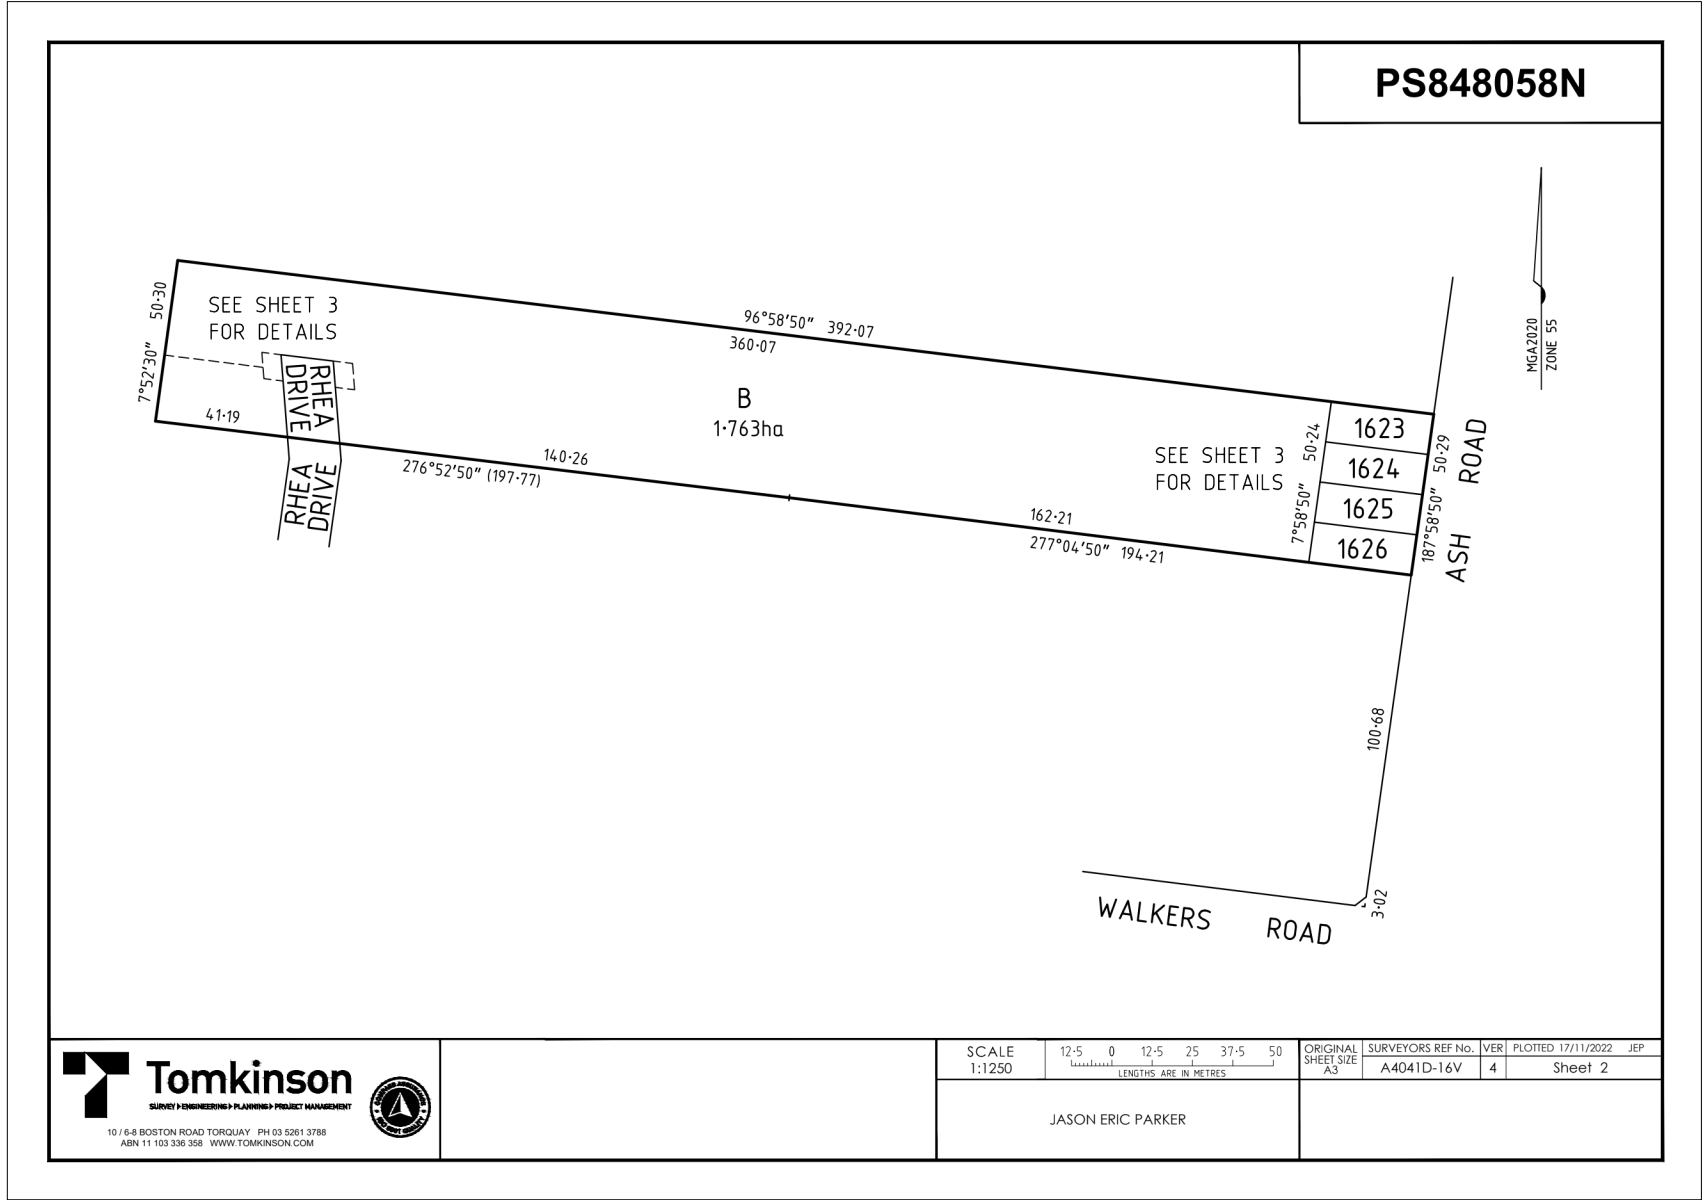 PS848058N
MGA2020
ZONE 55
50·30
7°52'30"
SEE SHEET 3
FOR DETAILS
96°58'50" 392·07
360·07
B
1·763ha
RHEA
DRIVE
41·19
RHEA
DRIVE
140·26
276°52'50" (197·77)
SEE SHEET 3
FOR DETAILS
162·21
277°04'50" 194·21
50·24
7°58'50"
1623
1624
1625
1626
50·29
187°58'50"
ASH ROAD
100·68
3·02
WALKERS ROAD
Tomkinson
SURVEY ▸ ENGINEERING ▸ PLANNING ▸ PROJECT MANAGEMENT
10 / 6-8 BOSTON ROAD TORQUAY PH 03 5261 3788
ABN 11 103 336 358 WWW.TOMKINSON.COM
SCALE
1:1250
12·5 0 12·5 25 37·5 50
LENGTHS ARE IN METRES
ORIGINAL
SHEET SIZE
A3
SURVEYORS REF No.
A4041D-16V
VER
4
PLOTTED 17/11/2022 JEP
Sheet 2
JASON ERIC PARKER